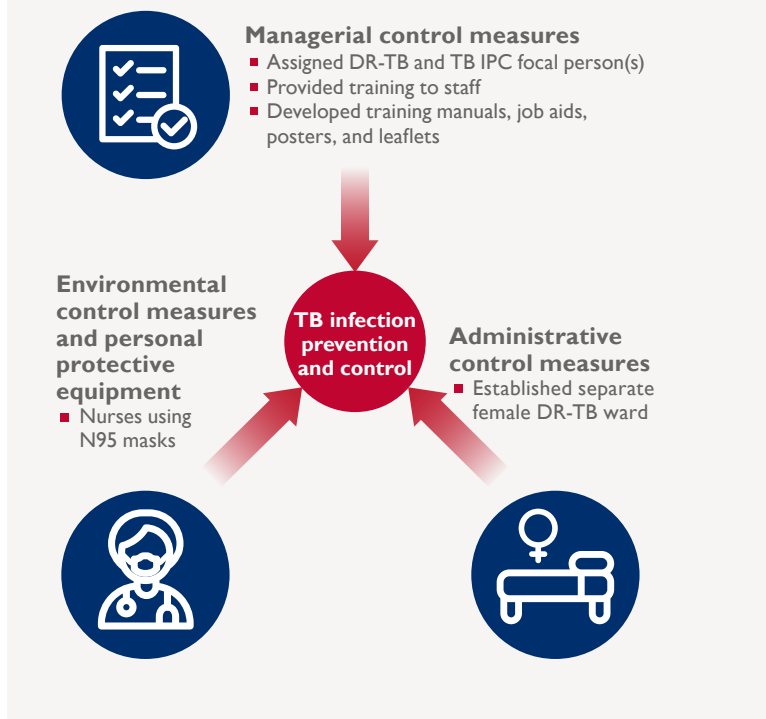 Managerial control measures
▪ Assigned DR-TB and TB IPC focal person(s)
▪ Provided training to staff
▪ Developed training manuals, job aids,
posters, and leaflets
Environmental
control measures
and personal
protective
equipment
▪ Nurses using
N95 masks
TB infection
prevention
and control
Administrative
control measures
▪ Established separate
female DR-TB ward